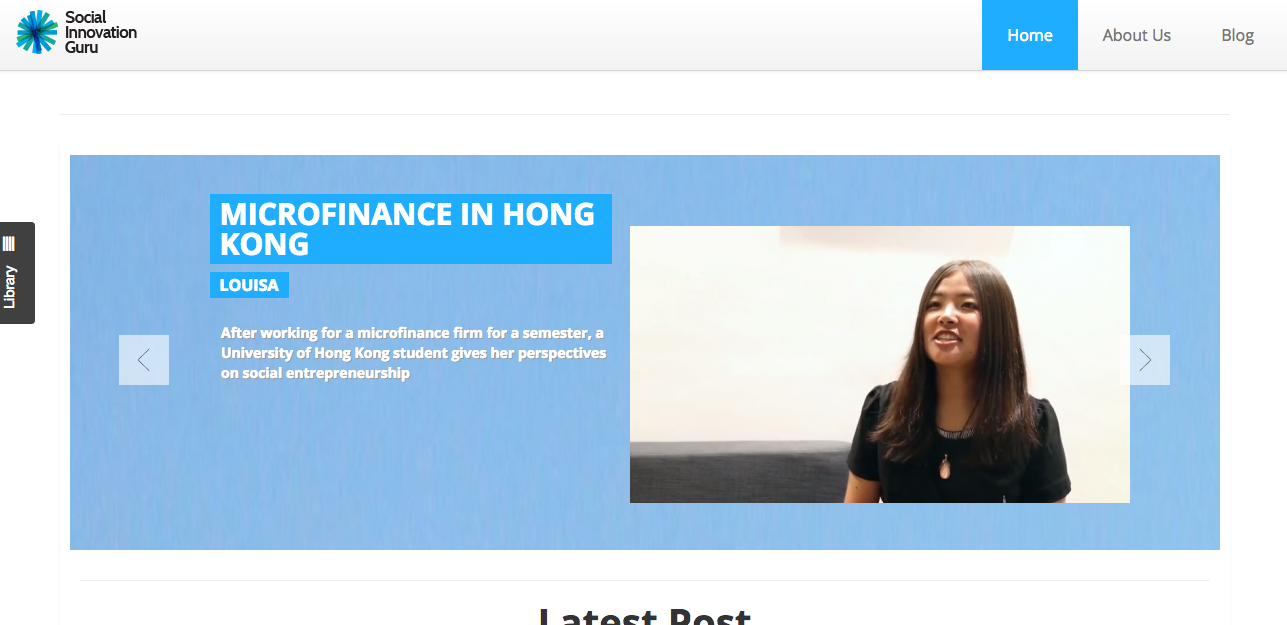 Social
Innovation
Guru
Home
About Us
Blog
Library
MICROFINANCE IN HONG
KONG
LOUISA
After working for a microfinance firm for a semester, a
University of Hong Kong student gives her perspectives
on social entrepreneurship
Latest Post